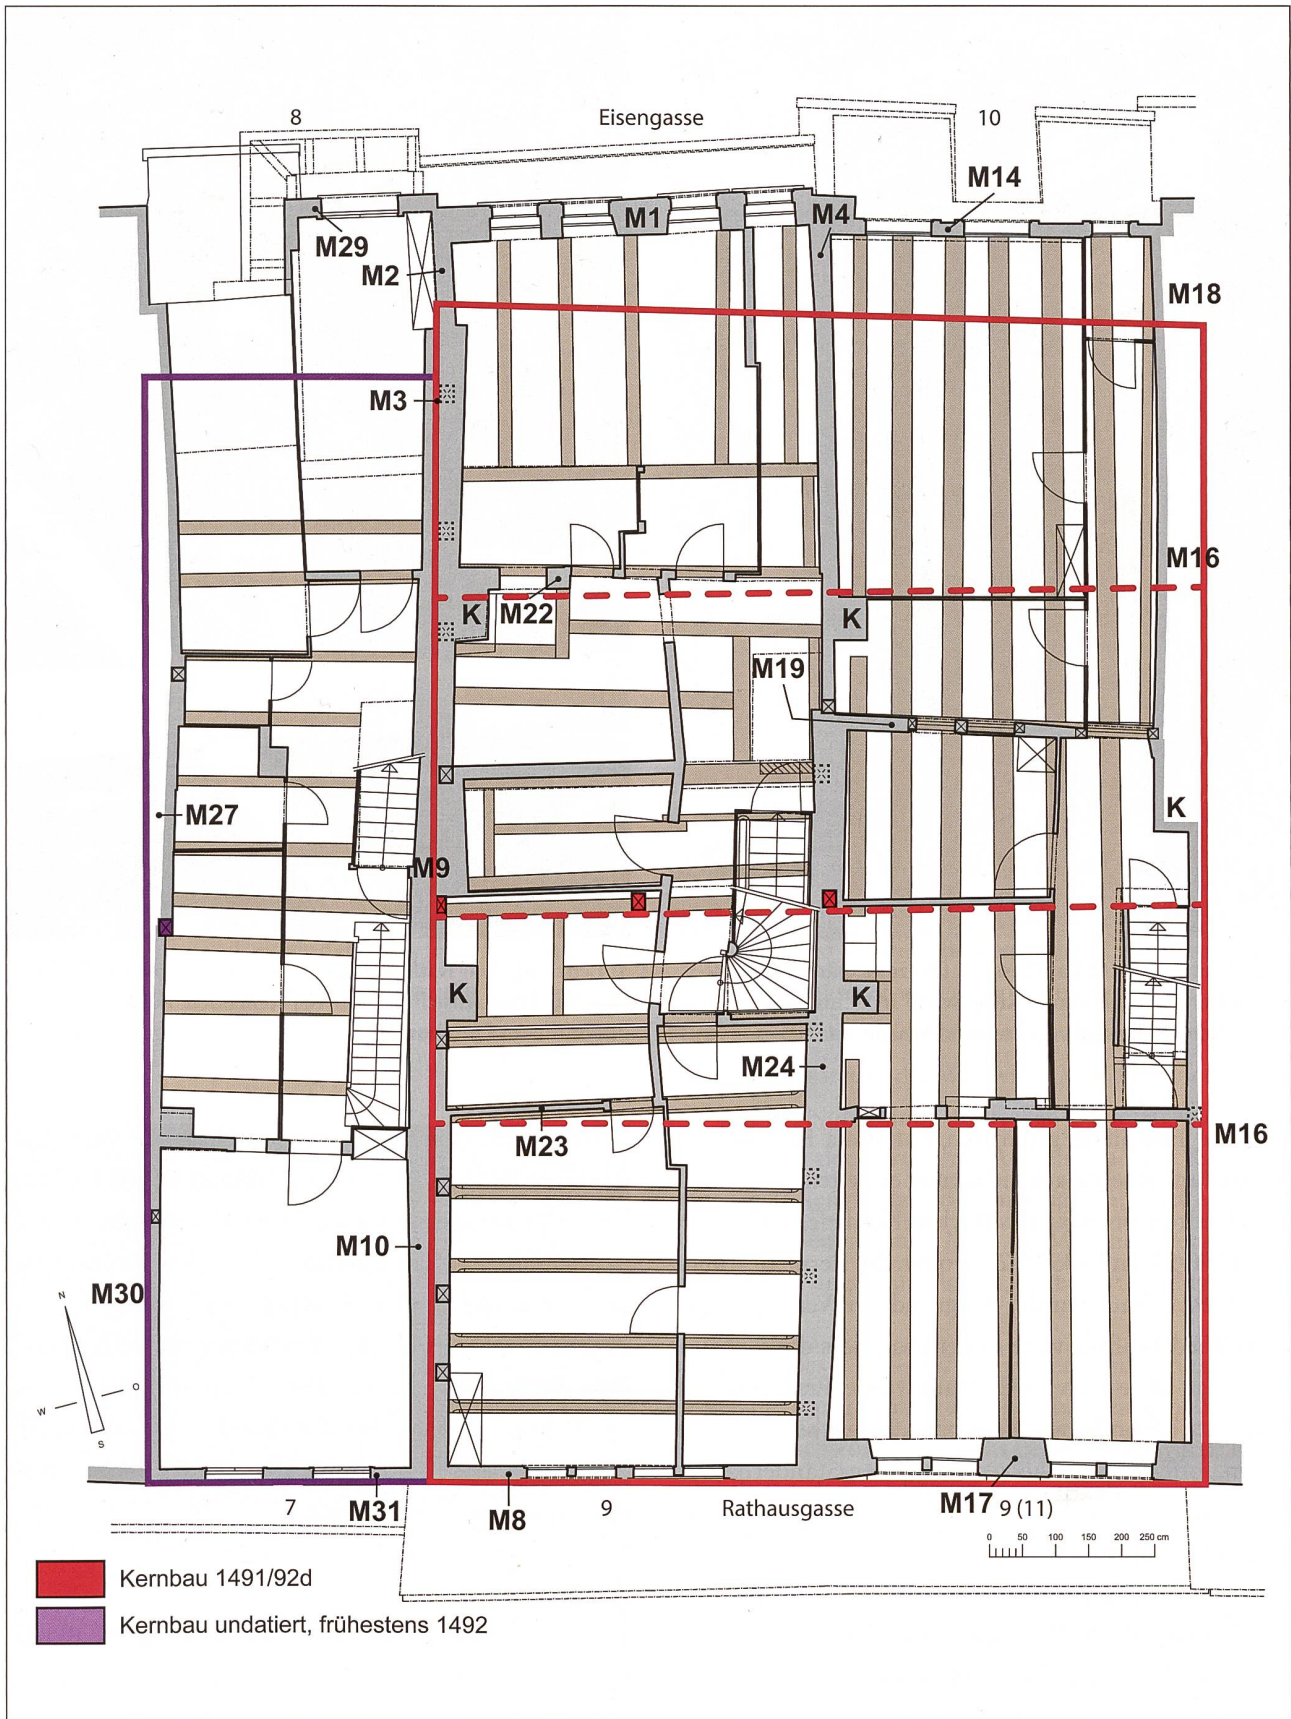 8 Eisengasse 10
M14
M1 M4
M29
M2
M18
M3
M16
M22
K K
M19
K
M27
M9
K K
M24
M23
M16
M10
M30
N
W O
S
7 M31 M8 9 Rathausgasse M17 9 (11)
0 50 100 150 200 250 cm
Kernbau 1491/92d
Kernbau undatiert, frühestens 1492